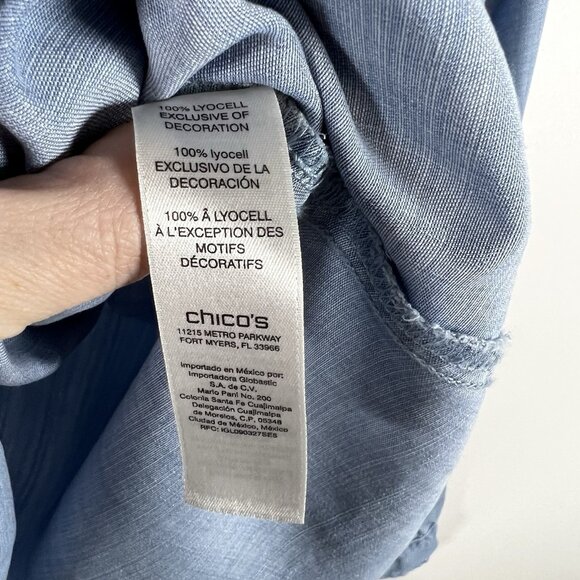 100% LYOCELL
EXCLUSIVE OF
DECORATION
100% lyocell
EXCLUSIVO DE LA
DECORACIÓN
100% Â LYOCELL
À L'EXCEPTION DES
MOTIFS
DÉCORATIFS
chico's
11215 METRO PARKWAY
FORT MYERS, FL 33966
Importado en México por:
Importadora Globastic
S.A. de C.V.
Mario Pani No. 200
Colonia Santa Fe Cuajimalpa
Delegación Cuajimalpa
de Morelos, C.P. 05348
Ciudad de México, México
RFC: IGL090327SE5